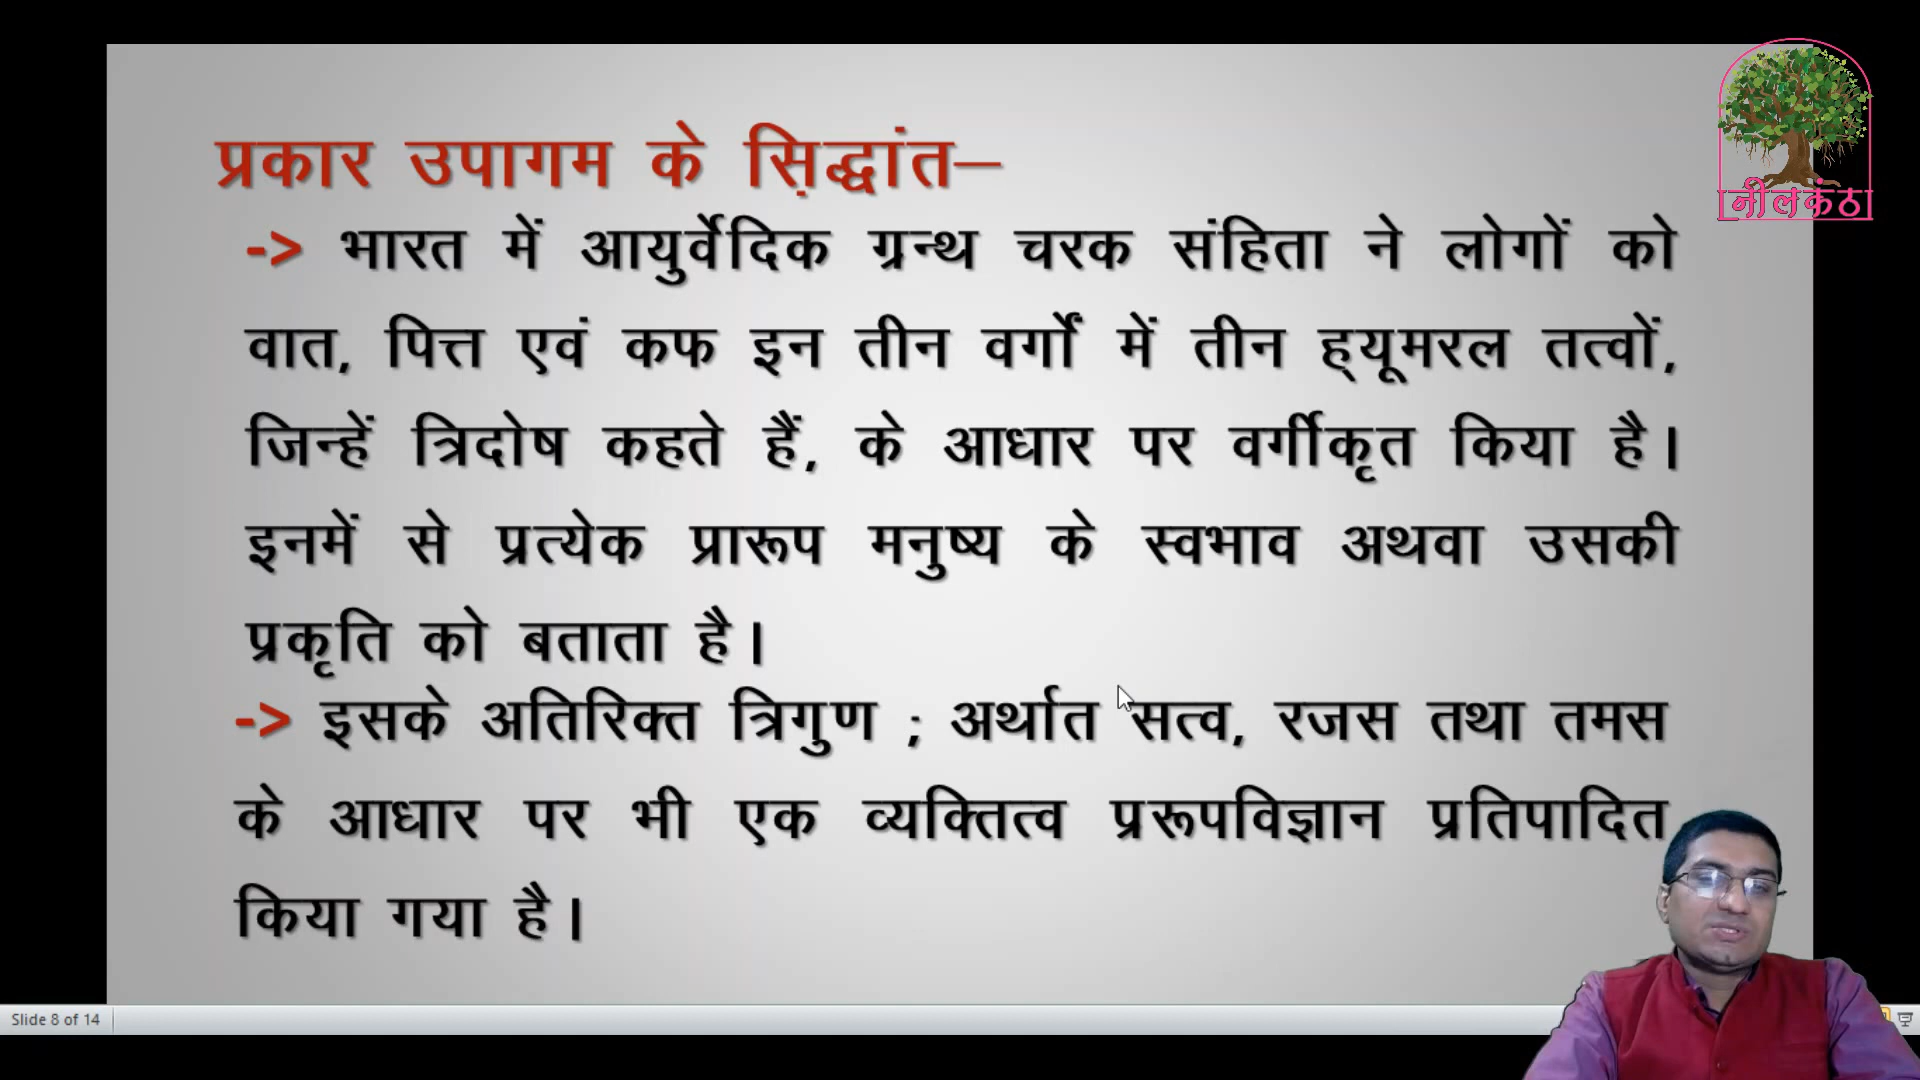 प्रकार उपागम के सि़द्धांत–
-> भारत में आयुर्वेदिक ग्रन्थ चरक संहिता ने लोगों को
वात, पित्त एवं कफ इन तीन वर्गों में तीन ह्यूमरल तत्वों,
जिन्हें त्रिदोष कहते हैं, के आधार पर वर्गीकृत किया है।
इनमें से प्रत्येक प्रारूप मनुष्य के स्वभाव अथवा उसकी
प्रकृति को बताता है।
-> इसके अतिरिक्त त्रिगुण ; अर्थात सत्व, रजस तथा तमस
के आधार पर भी एक व्यक्तित्व प्ररूपविज्ञान प्रतिपादित
किया गया है।
नीलकंठ
Slide 8 of 14